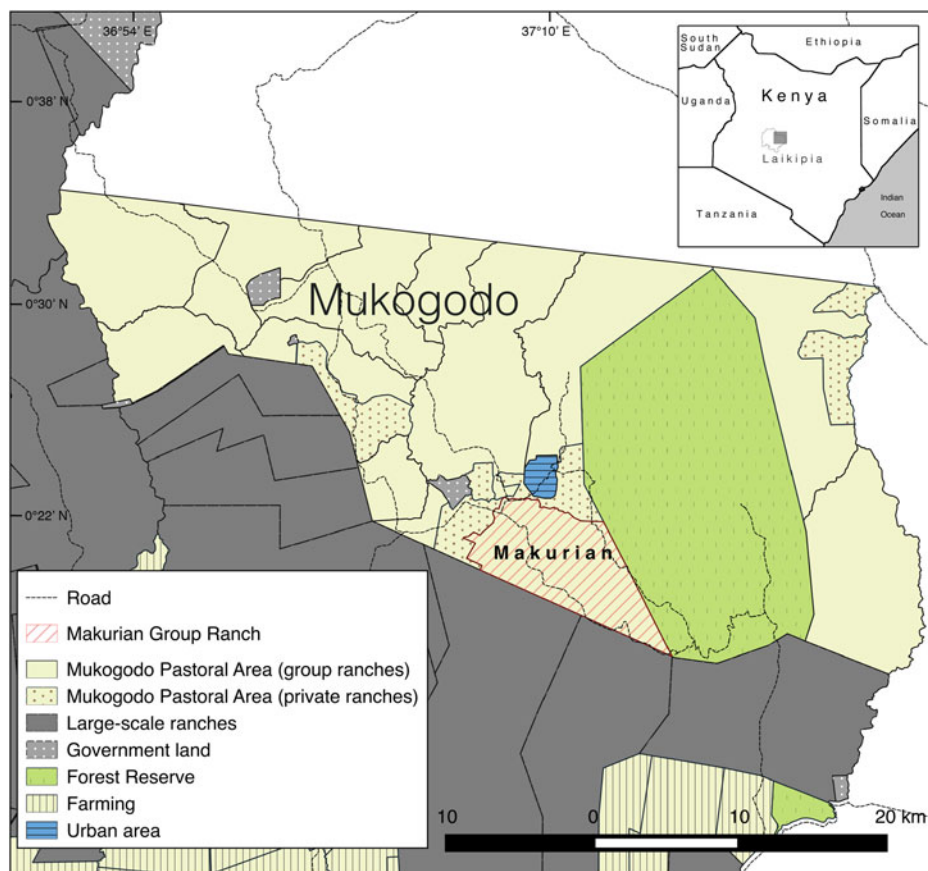 36°54' E
37°10' E
0°38' N
0°30' N
0°22' N
South
Sudan
Ethiopia
Uganda
Kenya
Somalia
Laikipia
Tanzania
Indian
Ocean
Mukogodo
Makurian
Road
Makurian Group Ranch
Mukogodo Pastoral Area (group ranches)
Mukogodo Pastoral Area (private ranches)
Large-scale ranches
Government land
Forest Reserve
Farming
Urban area
10 0 10 20 km